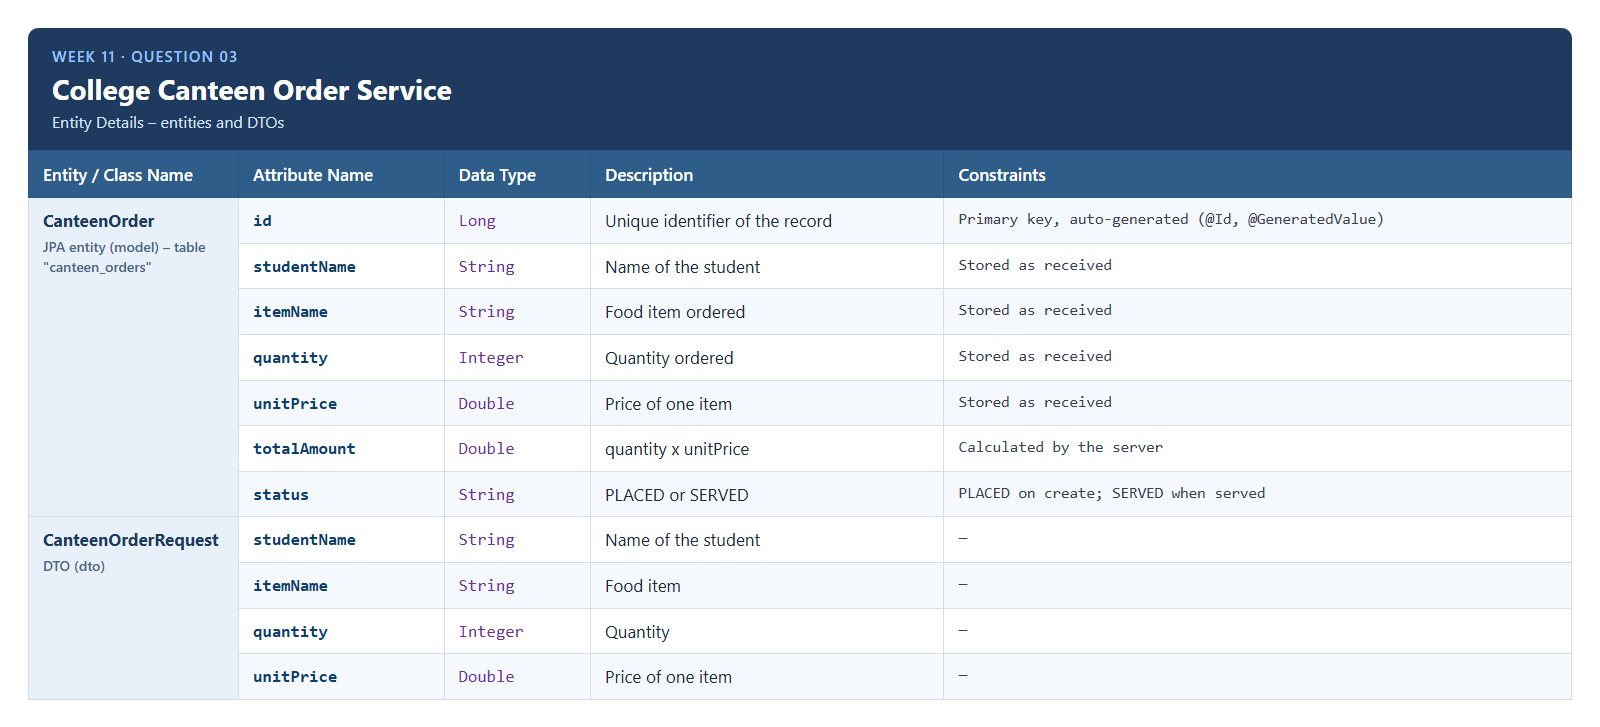 WEEK 11 · QUESTION 03
College Canteen Order Service
Entity Details – entities and DTOs
Entity / Class Name Attribute Name Data Type Description Constraints
CanteenOrder id Long Unique identifier of the record Primary key, auto-generated (@Id, @GeneratedValue)
JPA entity (model) – table
"canteen_orders"
studentName String Name of the student Stored as received
itemName String Food item ordered Stored as received
quantity Integer Quantity ordered Stored as received
unitPrice Double Price of one item Stored as received
totalAmount Double quantity x unitPrice Calculated by the server
status String PLACED or SERVED PLACED on create; SERVED when served
CanteenOrderRequest studentName String Name of the student –
DTO (dto)
itemName String Food item –
quantity Integer Quantity –
unitPrice Double Price of one item –